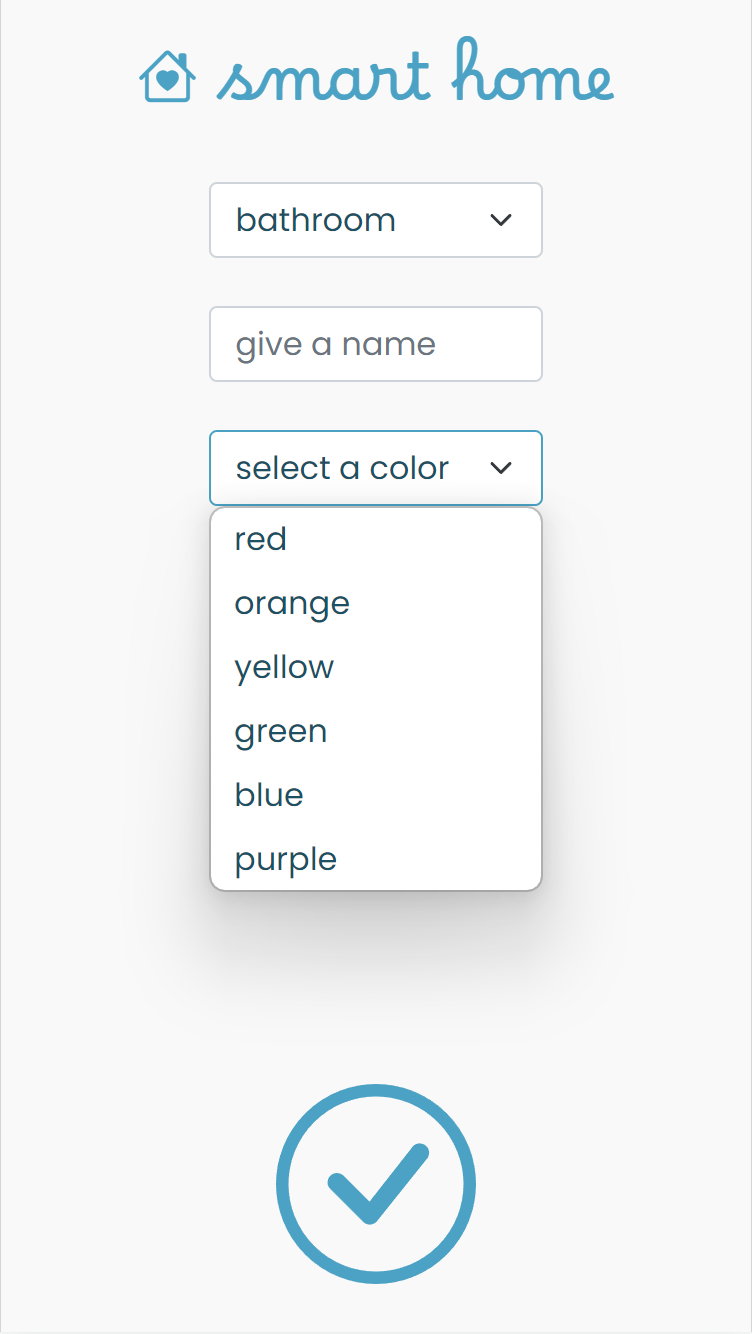 smart home
bathroom
give a name
select a color
red
orange
yellow
green
blue
purple